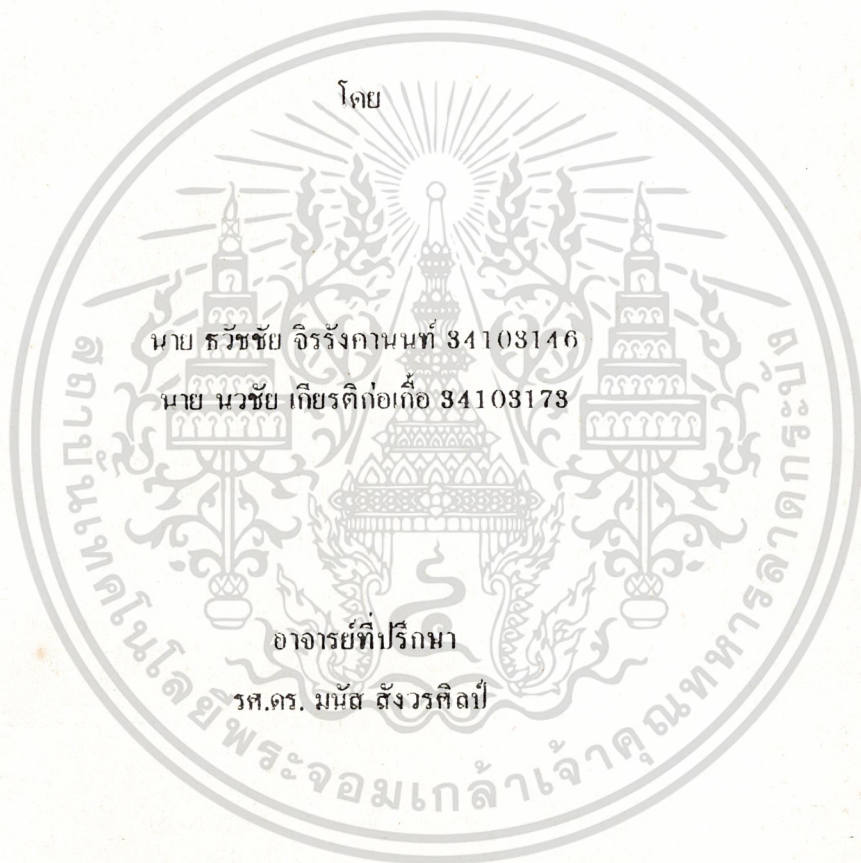 โดย
นาย ธวัชชัย จิรรังคานนท์ 34103146
นาย นวชัย เกียรติก่อเกื้อ 34103173
อาจารย์ที่ปรึกษา
รศ.ดร. มนัส สังวรศิลป์
สถาบันเทคโนโลยีพระจอมเกล้าเจ้าคุณทหารลาดกระบัง